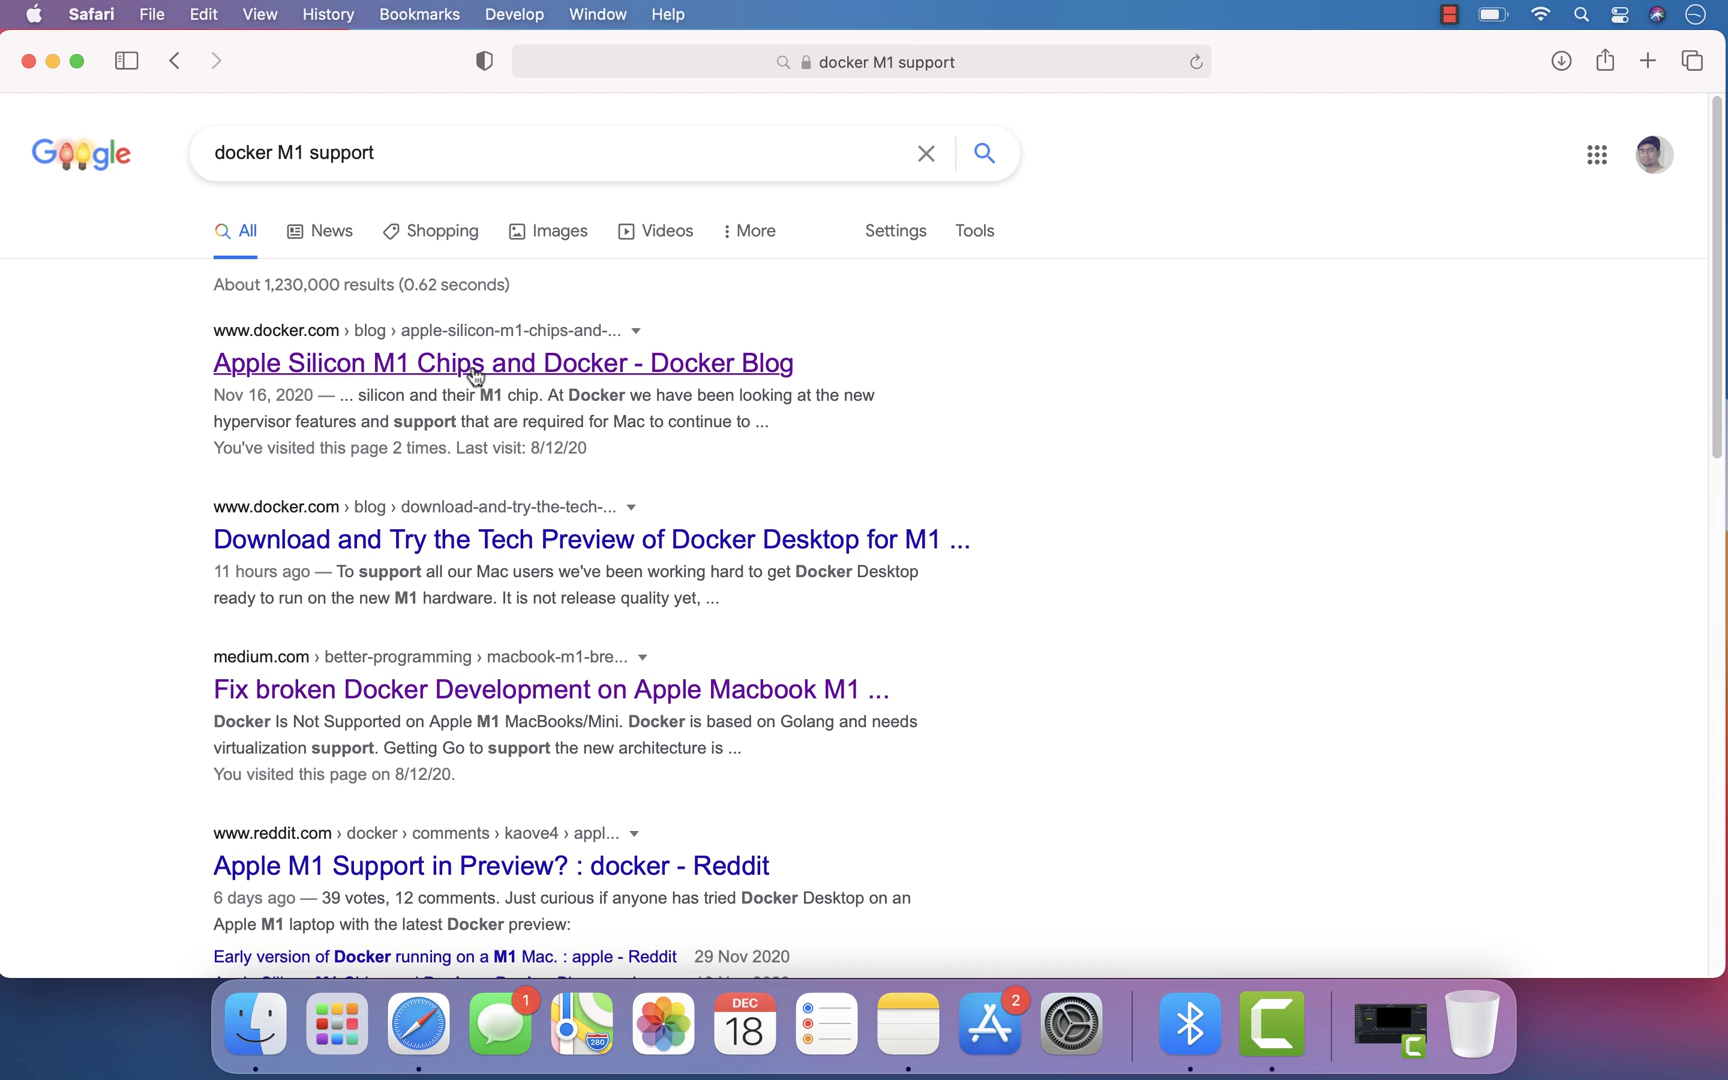 Safari File Edit View History Bookmarks Develop Window Help
docker M1 support
Google
docker M1 support
All News Shopping Images Videos More Settings Tools
About 1,230,000 results (0.62 seconds)
www.docker.com › blog › apple-silicon-m1-chips-and-...
Apple Silicon M1 Chips and Docker - Docker Blog
Nov 16, 2020 — ... silicon and their M1 chip. At Docker we have been looking at the new
hypervisor features and support that are required for Mac to continue to ...
You've visited this page 2 times. Last visit: 8/12/20
www.docker.com › blog › download-and-try-the-tech-...
Download and Try the Tech Preview of Docker Desktop for M1 ...
11 hours ago — To support all our Mac users we've been working hard to get Docker Desktop
ready to run on the new M1 hardware. It is not release quality yet, ...
medium.com › better-programming › macbook-m1-bre...
Fix broken Docker Development on Apple Macbook M1 ...
Docker Is Not Supported on Apple M1 MacBooks/Mini. Docker is based on Golang and needs
virtualization support. Getting Go to support the new architecture is ...
You visited this page on 8/12/20.
www.reddit.com › docker › comments › kaove4 › appl...
Apple M1 Support in Preview? : docker - Reddit
6 days ago — 39 votes, 12 comments. Just curious if anyone has tried Docker Desktop on an
Apple M1 laptop with the latest Docker preview:
Early version of Docker running on a M1 Mac. : apple - Reddit 29 Nov 2020
1
280
DEC
18
2